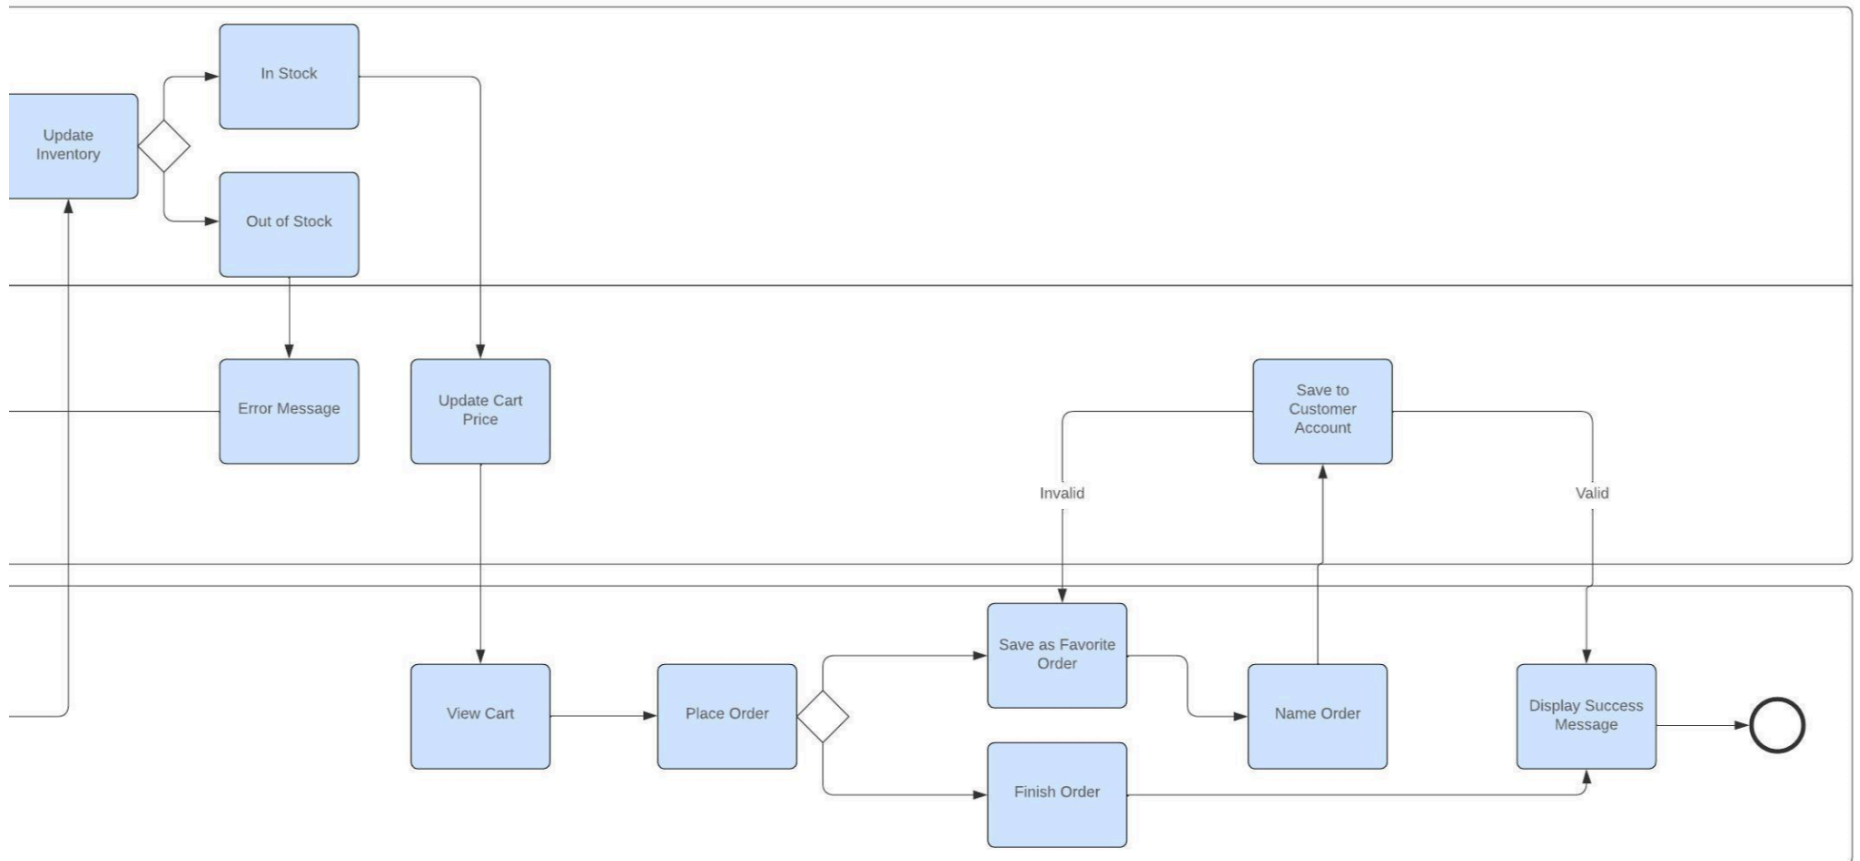 In Stock
Update
Inventory
Out of Stock
Error Message
Update Cart
Price
Save to
Customer
Account
Invalid
Valid
Save as Favorite
Order
View Cart
Place Order
Name Order
Display Success
Message
Finish Order